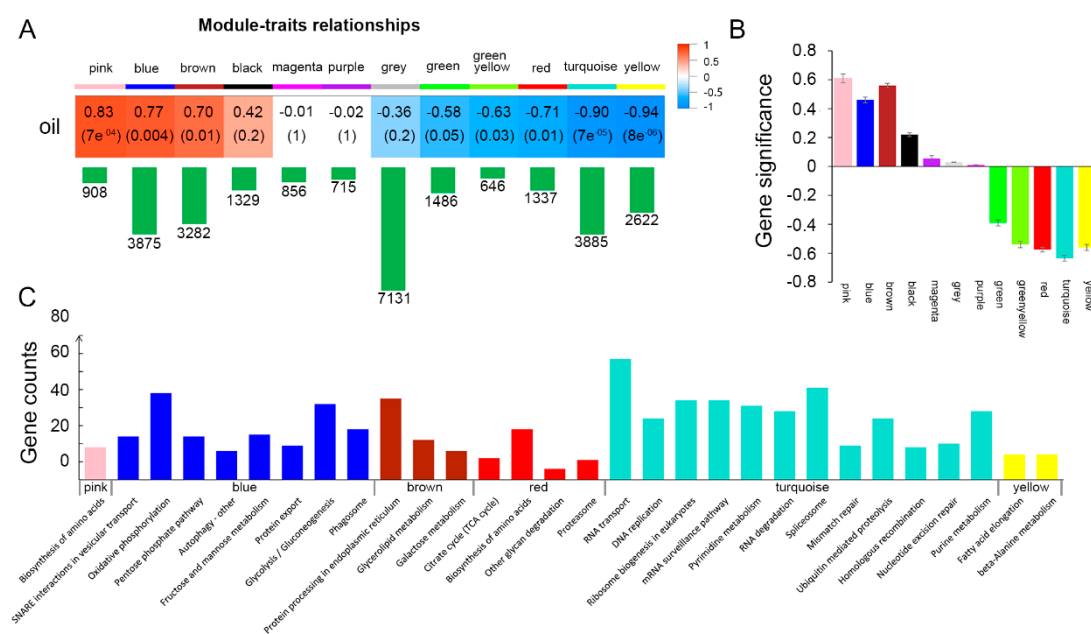 A
Module-traits relationships
pink blue brown black magenta purple grey green green yellow red turquoise yellow
1
0.5
0
-0.5
-1
oil
0.83 0.77 0.70 0.42 -0.01 -0.02 -0.36 -0.58 -0.63 -0.71 -0.90 -0.94
(7e-04) (0.004) (0.01) (0.2) (1) (1) (0.2) (0.05) (0.03) (0.01) (7e-05) (8e-06)
908 3875 3282 1329 856 715 7131 1486 646 1337 3885 2622
B
Gene significance
0.8
0.6
0.4
0.2
0
-0.2
-0.4
-0.6
-0.8
pink
blue
brown
black
magenta
grey
purple
green
greenyellow
red
turquoise
yellow
C
Gene counts
80
60
40
20
0
pink blue brown red turquoise yellow
Biosynthesis of amino acids
SNARE interactions in vesicular transport
Oxidative phosphorylation
Pentose phosphate pathway
Autophagy - other
Fructose and mannose metabolism
Protein export
Glycolysis / Gluconeogenesis
Phagosome
Protein processing in endoplasmic reticulum
Glycerolipid metabolism
Galactose metabolism
Citrate cycle (TCA cycle)
Biosynthesis of amino acids
Other glycan degradation
Proteasome
RNA transport
DNA replication
Ribosome biogenesis in eukaryotes
mRNA surveillance pathway
Pyrimidine metabolism
RNA degradation
Spliceosome
Mismatch repair
Ubiquitin mediated proteolysis
Homologous recombination
Nucleotide excision repair
Purine metabolism
Fatty acid elongation
beta-Alanine metabolism